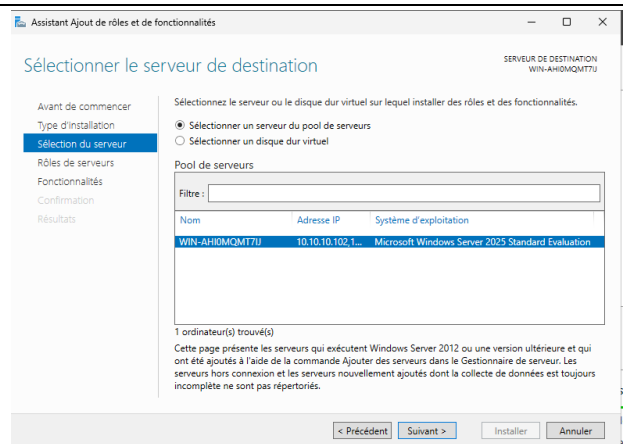 Assistant Ajout de rôles et de fonctionnalités
Sélectionner le serveur de destination
SERVEUR DE DESTINATION
WIN-AHI0MQMT7IJ
Avant de commencer
Type d'installation
Sélection du serveur
Rôles de serveurs
Fonctionnalités
Confirmation
Résultats
Sélectionnez le serveur ou le disque dur virtuel sur lequel installer des rôles et des fonctionnalités.
Sélectionner un serveur du pool de serveurs
Sélectionner un disque dur virtuel
Pool de serveurs
Filtre :
Nom Adresse IP Système d'exploitation
WIN-AHI0MQMT7IJ 10.10.10.102,1... Microsoft Windows Server 2025 Standard Evaluation
1 ordinateur(s) trouvé(s)
Cette page présente les serveurs qui exécutent Windows Server 2012 ou une version ultérieure et qui
ont été ajoutés à l'aide de la commande Ajouter des serveurs dans le Gestionnaire de serveur. Les
serveurs hors connexion et les serveurs nouvellement ajoutés dont la collecte de données est toujours
incomplète ne sont pas répertoriés.
< Précédent Suivant > Installer Annuler